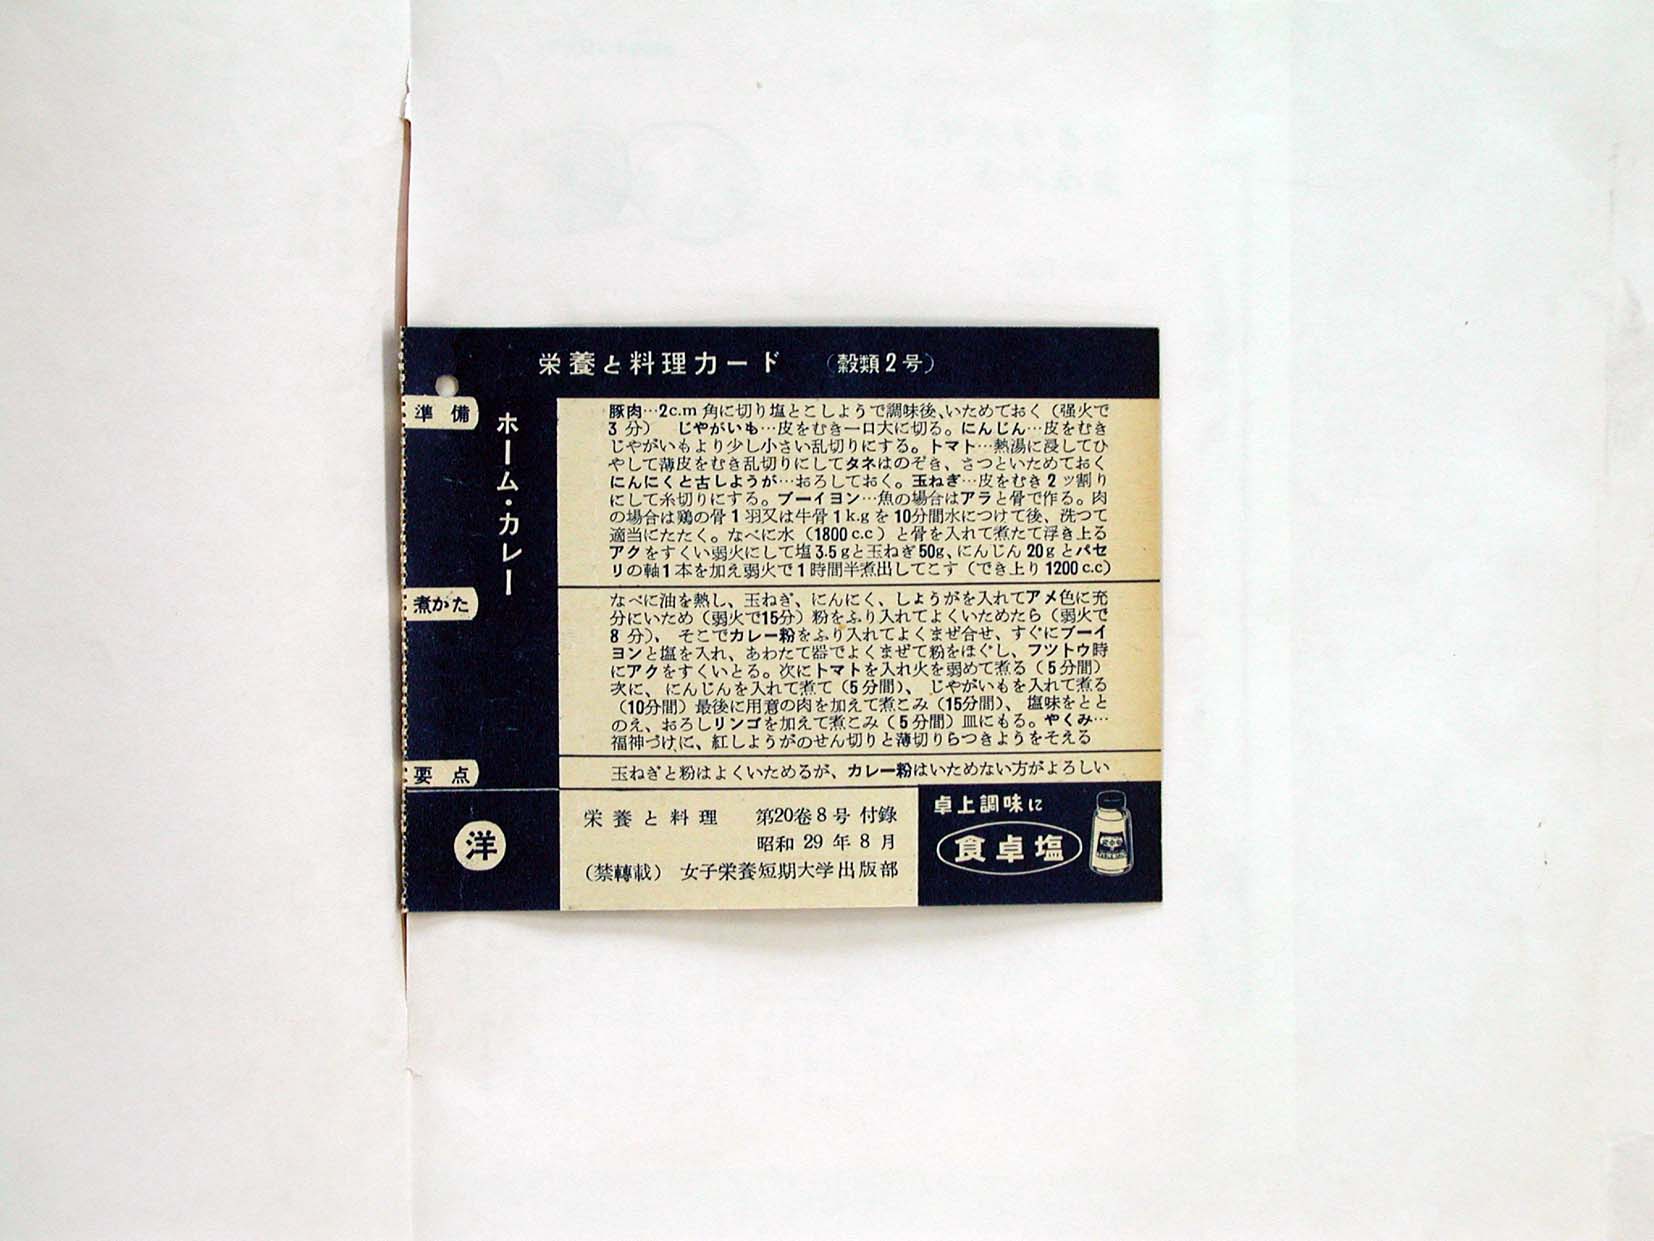 栄養と料理カード （穀類2号）
ホーム・カレー
準備
豚肉…2c.m 角に切り塩とこしようで調味後、いためておく（强火で
3 分） じやがいも…皮をむき一口大に切る。にんじん…皮をむき
じやがいもより少し小さい乱切りにする。トマト…熱湯に浸してひ
やして薄皮をむき乱切りにしてタネはのぞき、さつといためておく
にんにくと古しようが…おろしておく。玉ねぎ…皮をむき2ッ割り
にして糸切りにする。ブーイヨン…魚の場合はアラと骨で作る。肉
の場合は鶏の骨1羽又は牛骨1k.gを10分間水につけて後、洗つて
適当にたたく。なべに水（1800c.c）と骨を入れて煮たて浮き上る
アクをすくい弱火にして塩3.5gと玉ねぎ50g、にんじん20gとパセ
リの軸1本を加え弱火で1時間半煮出してこす（でき上り1200c.c）
煮かた
なべに油を熱し、玉ねぎ、にんにく、しようがを入れてアメ色に充
分にいため（弱火で15分）粉をふり入れてよくいためたら（弱火で
8 分）、そこでカレー粉をふり入れてよくまぜ合せ、すぐにブーイ
ヨンと塩を入れ、あわたて器でよくまぜて粉をほぐし、フツトウ時
にアクをすくいとる。次にトマトを入れ火を弱めて煮る（5分間）
次に、にんじんを入れて煮て（5分間）、じやがいもを入れて煮る
（10分間）最後に用意の肉を加えて煮こみ（15分間）、塩味をとと
のえ、おろしリンゴを加えて煮こみ（5分間）皿にもる。やくみ…
福神づけに、紅しようがのせん切りと薄切りらつきようをそえる
要点
玉ねぎと粉はよくいためるが、カレー粉はいためない方がよろしい
洋
栄養と料理 第20巻8号 付錄
昭和 29 年 8 月
（禁轉載） 女子栄養短期大学出版部
卓上調味に
食卓塩